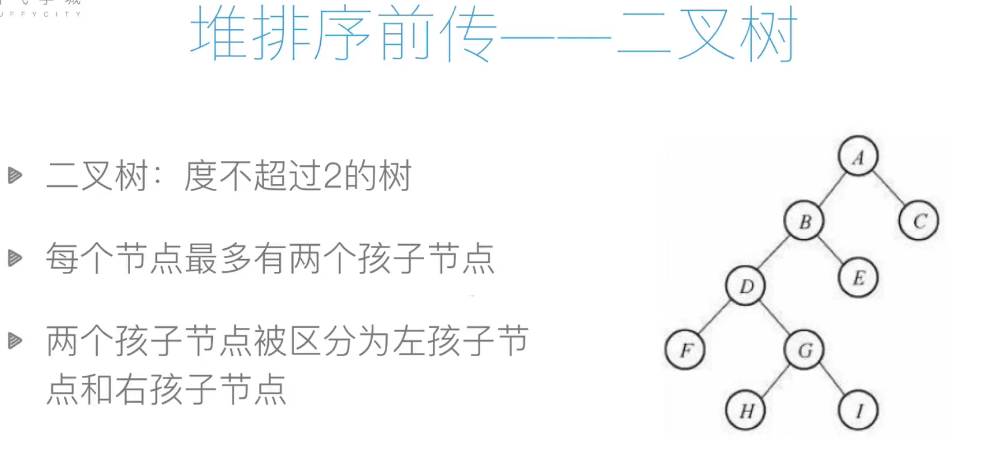 堆排序前传——二叉树
二叉树：度不超过2的树
每个节点最多有两个孩子节点
两个孩子节点被区分为左孩子节
点和右孩子节点
A
B
C
D
E
F
G
H
I